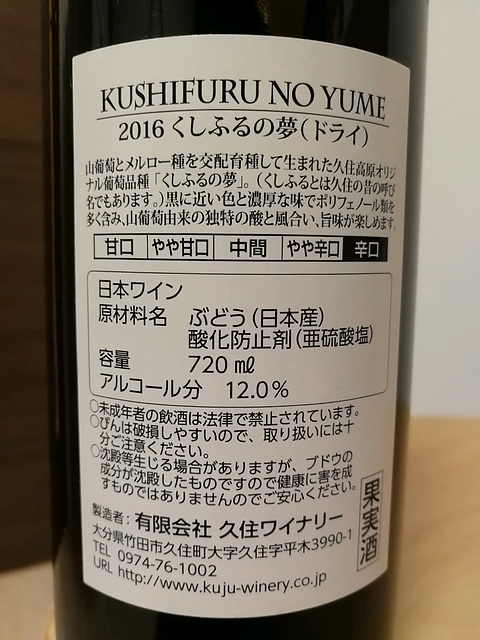 KUSHIFURU NO YUME
2016 くしふるの夢（ドライ）
山葡萄とメルロー種を交配育種して生まれた久住高原オリジ
ナル葡萄品種「くしふるの夢」。（くしふるとは久住の昔の呼び
名でもあります。）黒に近い色と濃厚な味でポリフェノール類を
多く含み、山葡萄由来の独特の酸と風合い、旨味が楽しめます。
甘口 やや甘口 中間 やや辛口 辛口
日本ワイン
原材料名 ぶどう（日本産）
酸化防止剤（亜硫酸塩）
容量 720㎖
アルコール分 12.0%
○未成年者の飲酒は法律で禁止されています。
○びんは破損しやすいので、取り扱いには十
分ご注意ください。
○沈殿等生じる場合がありますが、ブドウの
成分が沈殿したものですので健康に害を成
すものではありませんのでご安心ください。
果実酒
製造者：有限会社 久住ワイナリー
大分県竹田市久住町大字久住字平木3990-1
TEL 0974-76-1002
URL http://www.kuju-winery.co.jp